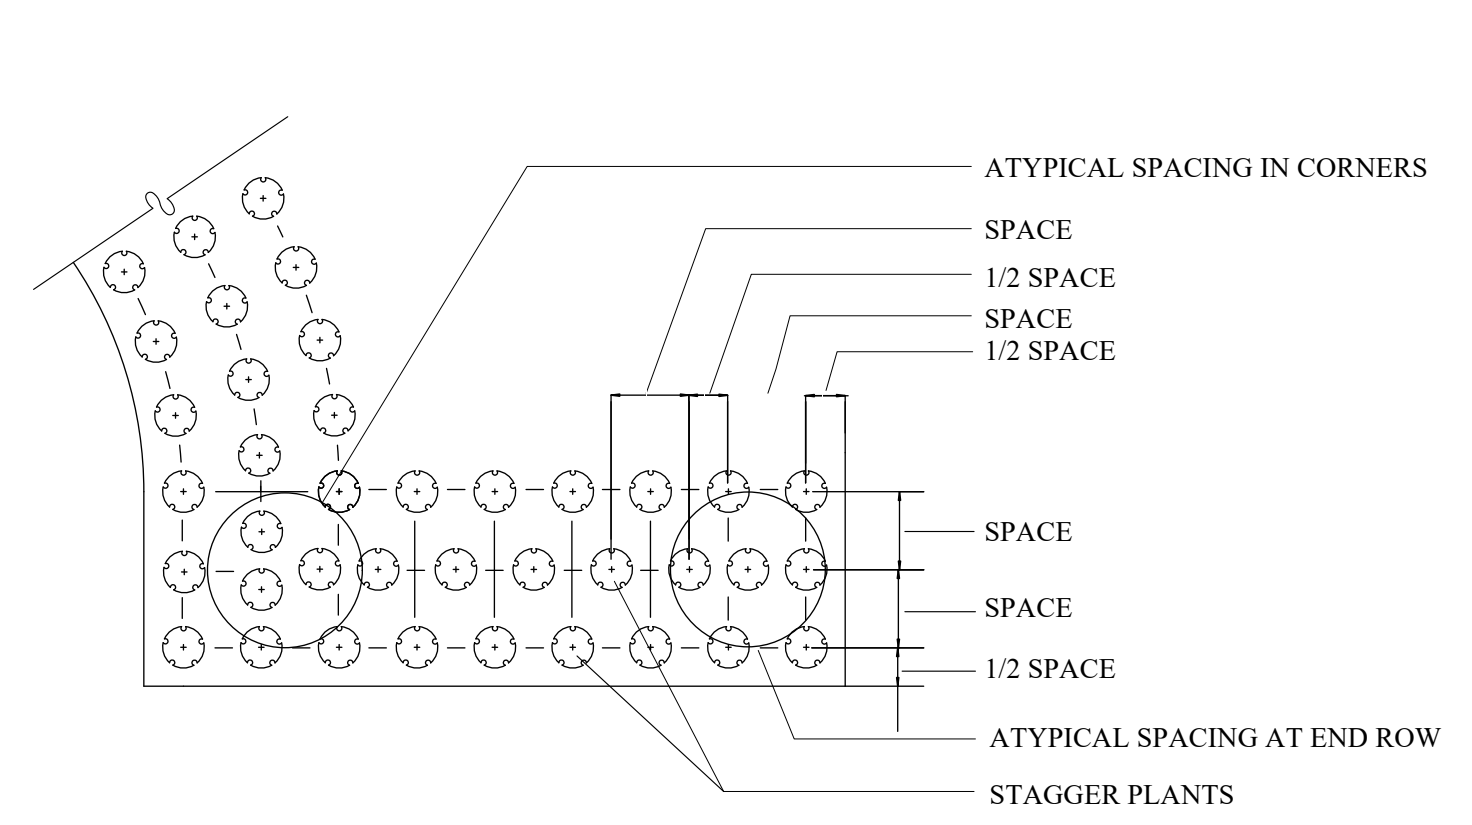 ATYPICAL SPACING IN CORNERS
SPACE
1/2 SPACE
SPACE
1/2 SPACE
SPACE
SPACE
1/2 SPACE
ATYPICAL SPACING AT END ROW
STAGGER PLANTS